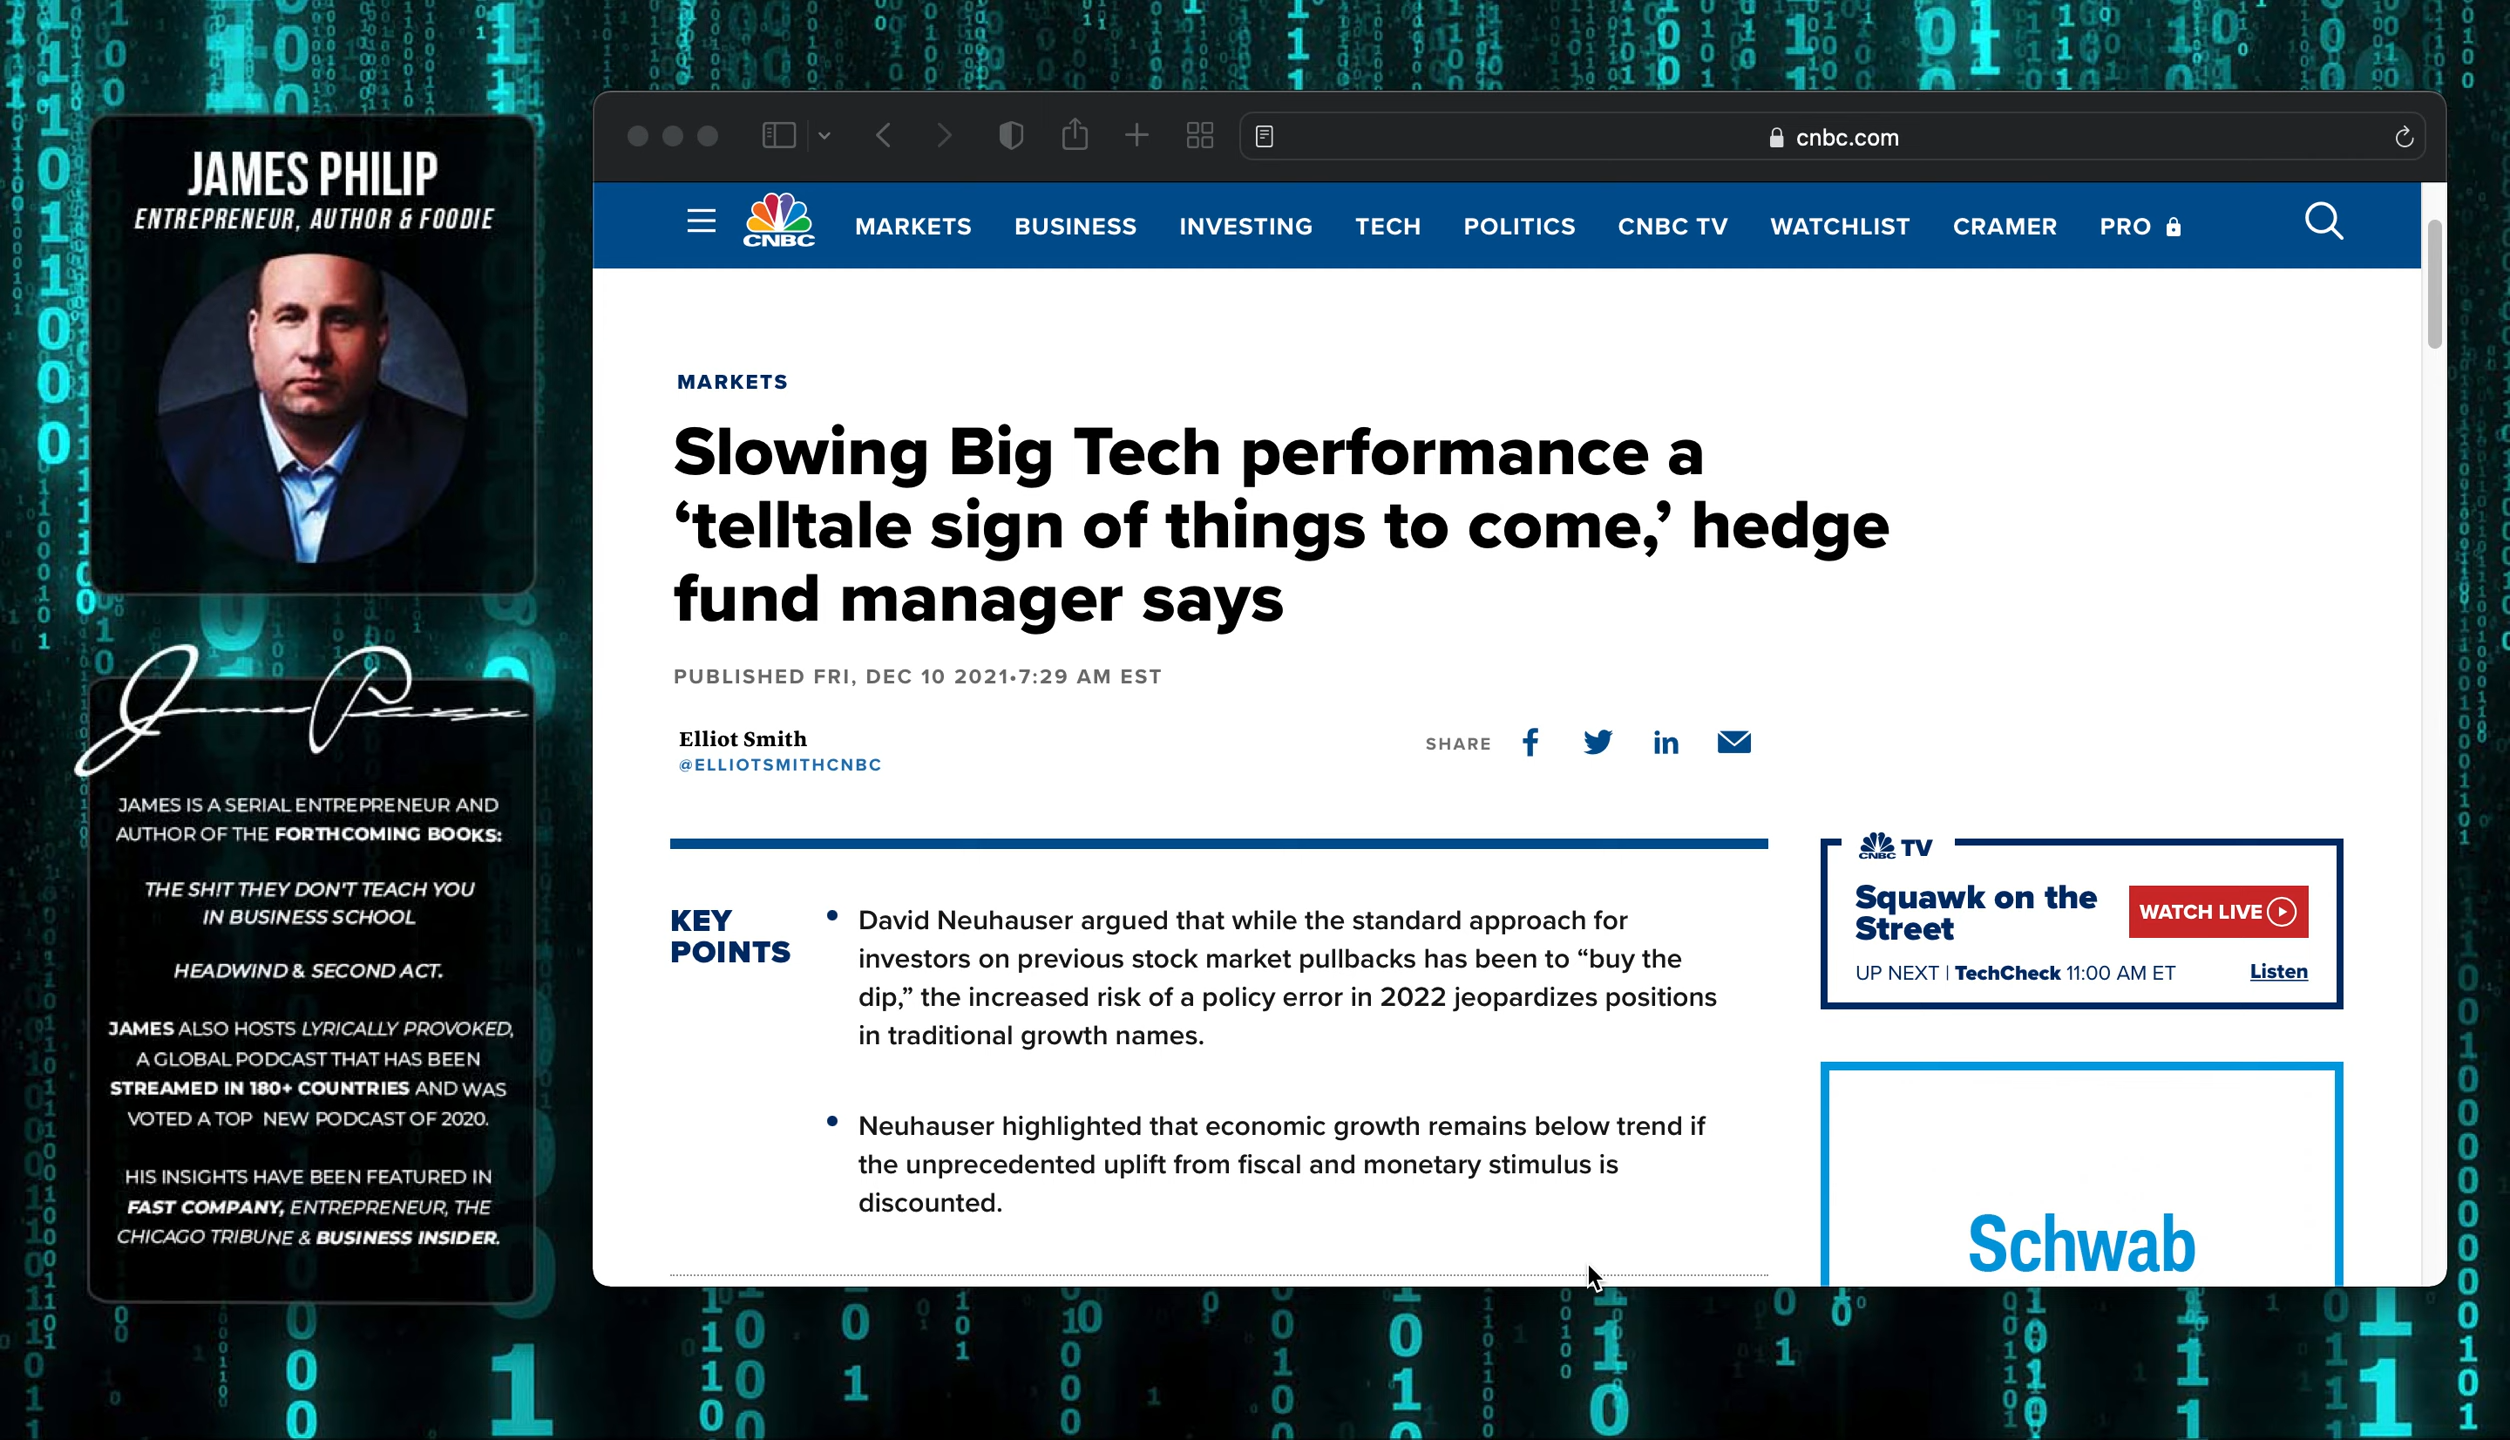 JAMES PHILIP
ENTREPRENEUR, AUTHOR & FOODIE
JAMES IS A SERIAL ENTREPRENEUR AND
AUTHOR OF THE FORTHCOMING BOOKS:
THE SH!T THEY DON'T TEACH YOU
IN BUSINESS SCHOOL
HEADWIND & SECOND ACT.
JAMES ALSO HOSTS LYRICALLY PROVOKED,
A GLOBAL PODCAST THAT HAS BEEN
STREAMED IN 180+ COUNTRIES AND WAS
VOTED A TOP NEW PODCAST OF 2020.
HIS INSIGHTS HAVE BEEN FEATURED IN
FAST COMPANY, ENTREPRENEUR, THE
CHICAGO TRIBUNE & BUSINESS INSIDER.
cnbc.com
CNBC MARKETS BUSINESS INVESTING TECH POLITICS CNBC TV WATCHLIST CRAMER PRO
MARKETS
Slowing Big Tech performance a
‘telltale sign of things to come,’ hedge
fund manager says
PUBLISHED FRI, DEC 10 2021•7:29 AM EST
Elliot Smith
@ELLIOTSMITHCNBC
SHARE
KEY
POINTS
• David Neuhauser argued that while the standard approach for
investors on previous stock market pullbacks has been to “buy the
dip,” the increased risk of a policy error in 2022 jeopardizes positions
in traditional growth names.
• Neuhauser highlighted that economic growth remains below trend if
the unprecedented uplift from fiscal and monetary stimulus is
discounted.
CNBC TV
Squawk on the
Street
WATCH LIVE
UP NEXT | TechCheck 11:00 AM ET
Listen
Schwab